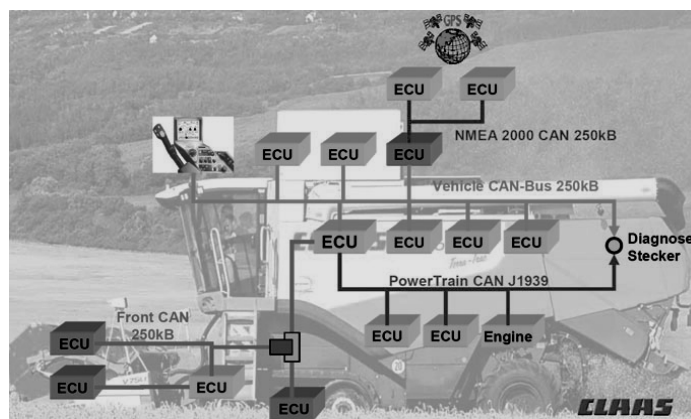 GPS
ECU
ECU
NMEA 2000 CAN 250kB
ECU
ECU
ECU
Vehicle CAN-Bus 250kB
ECU
ECU
ECU
ECU
Diagnose
Stecker
PowerTrain CAN J1939
Front CAN
250kB
ECU
ECU
ECU
Engine
ECU
ECU
ECU
CLAAS